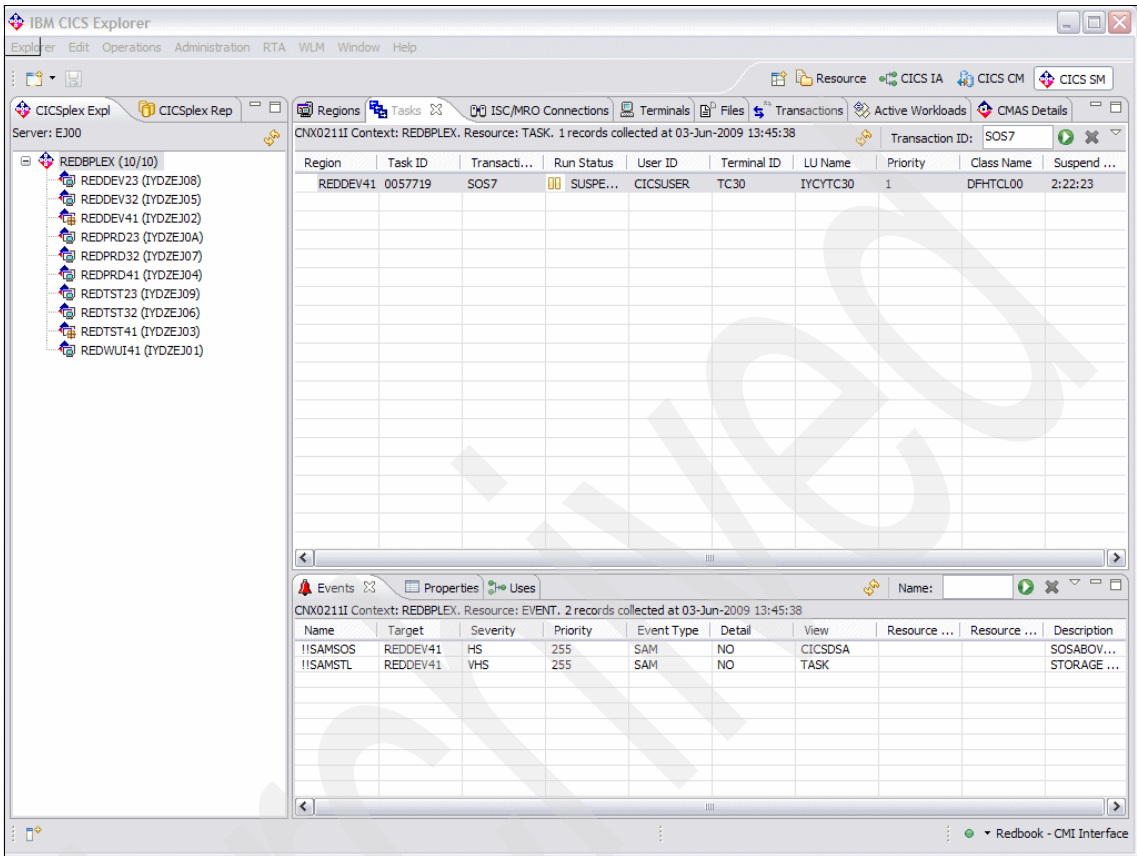 IBM CICS Explorer
Explorer Edit Operations Administration RTA WLM Window Help
Resource CICS IA CICS CM CICS SM
CICSplex Expl CICSplex Rep
Server: EJ00
REDBPLEX (10/10)
REDDEV23 (IYDZEJ08)
REDDEV32 (IYDZEJ05)
REDDEV41 (IYDZEJ02)
REDPRD23 (IYDZEJ0A)
REDPRD32 (IYDZEJ07)
REDPRD41 (IYDZEJ04)
REDTST23 (IYDZEJ09)
REDTST32 (IYDZEJ06)
REDTST41 (IYDZEJ03)
REDWUI41 (IYDZEJ01)
Regions Tasks ISC/MRO Connections Terminals Files Transactions Active Workloads CMAS Details
CNX0211I Context: REDBPLEX. Resource: TASK. 1 records collected at 03-Jun-2009 13:45:38 Transaction ID: SOS7
Region Task ID Transacti... Run Status User ID Terminal ID LU Name Priority Class Name Suspend ...
REDDEV41 0057719 SOS7 SUSPE... CICSUSER TC30 IYCYTC30 1 DFHTCL00 2:22:23
Events Properties Uses Name:
CNX0211I Context: REDBPLEX. Resource: EVENT. 2 records collected at 03-Jun-2009 13:45:38
Name Target Severity Priority Event Type Detail View Resource ... Resource ... Description
!!SAMSOS REDDEV41 HS 255 SAM NO CICSDSA SOSABOV...
!!SAMSTL REDDEV41 VHS 255 SAM NO TASK STORAGE ...
Redbook - CMI Interface